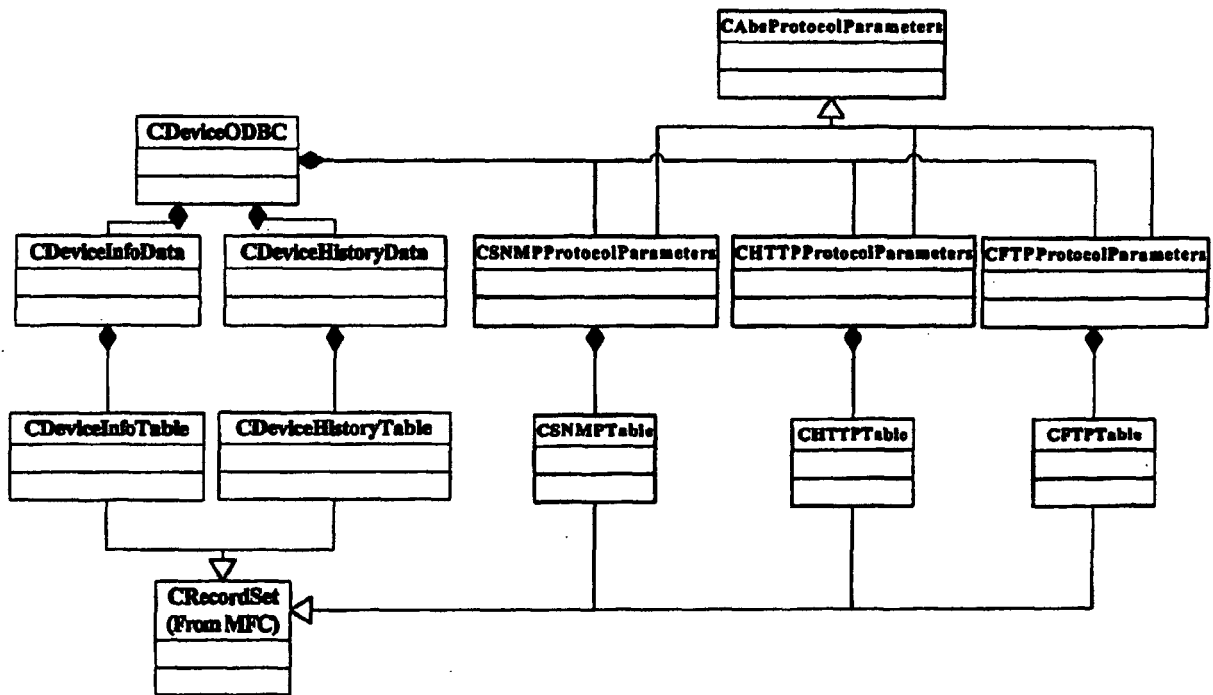 CAbsProtocolParameters
CDeviceODBC
CDeviceInfoData
CDeviceHistoryData
CSNMPProtocolParameters
CHTTPProtocolParameters
CFTPProtocolParameters
CDeviceInfoTable
CDeviceHistoryTable
CSNMPTable
CHTTPTable
CFTPTable
CRecordSet
(From MFC)